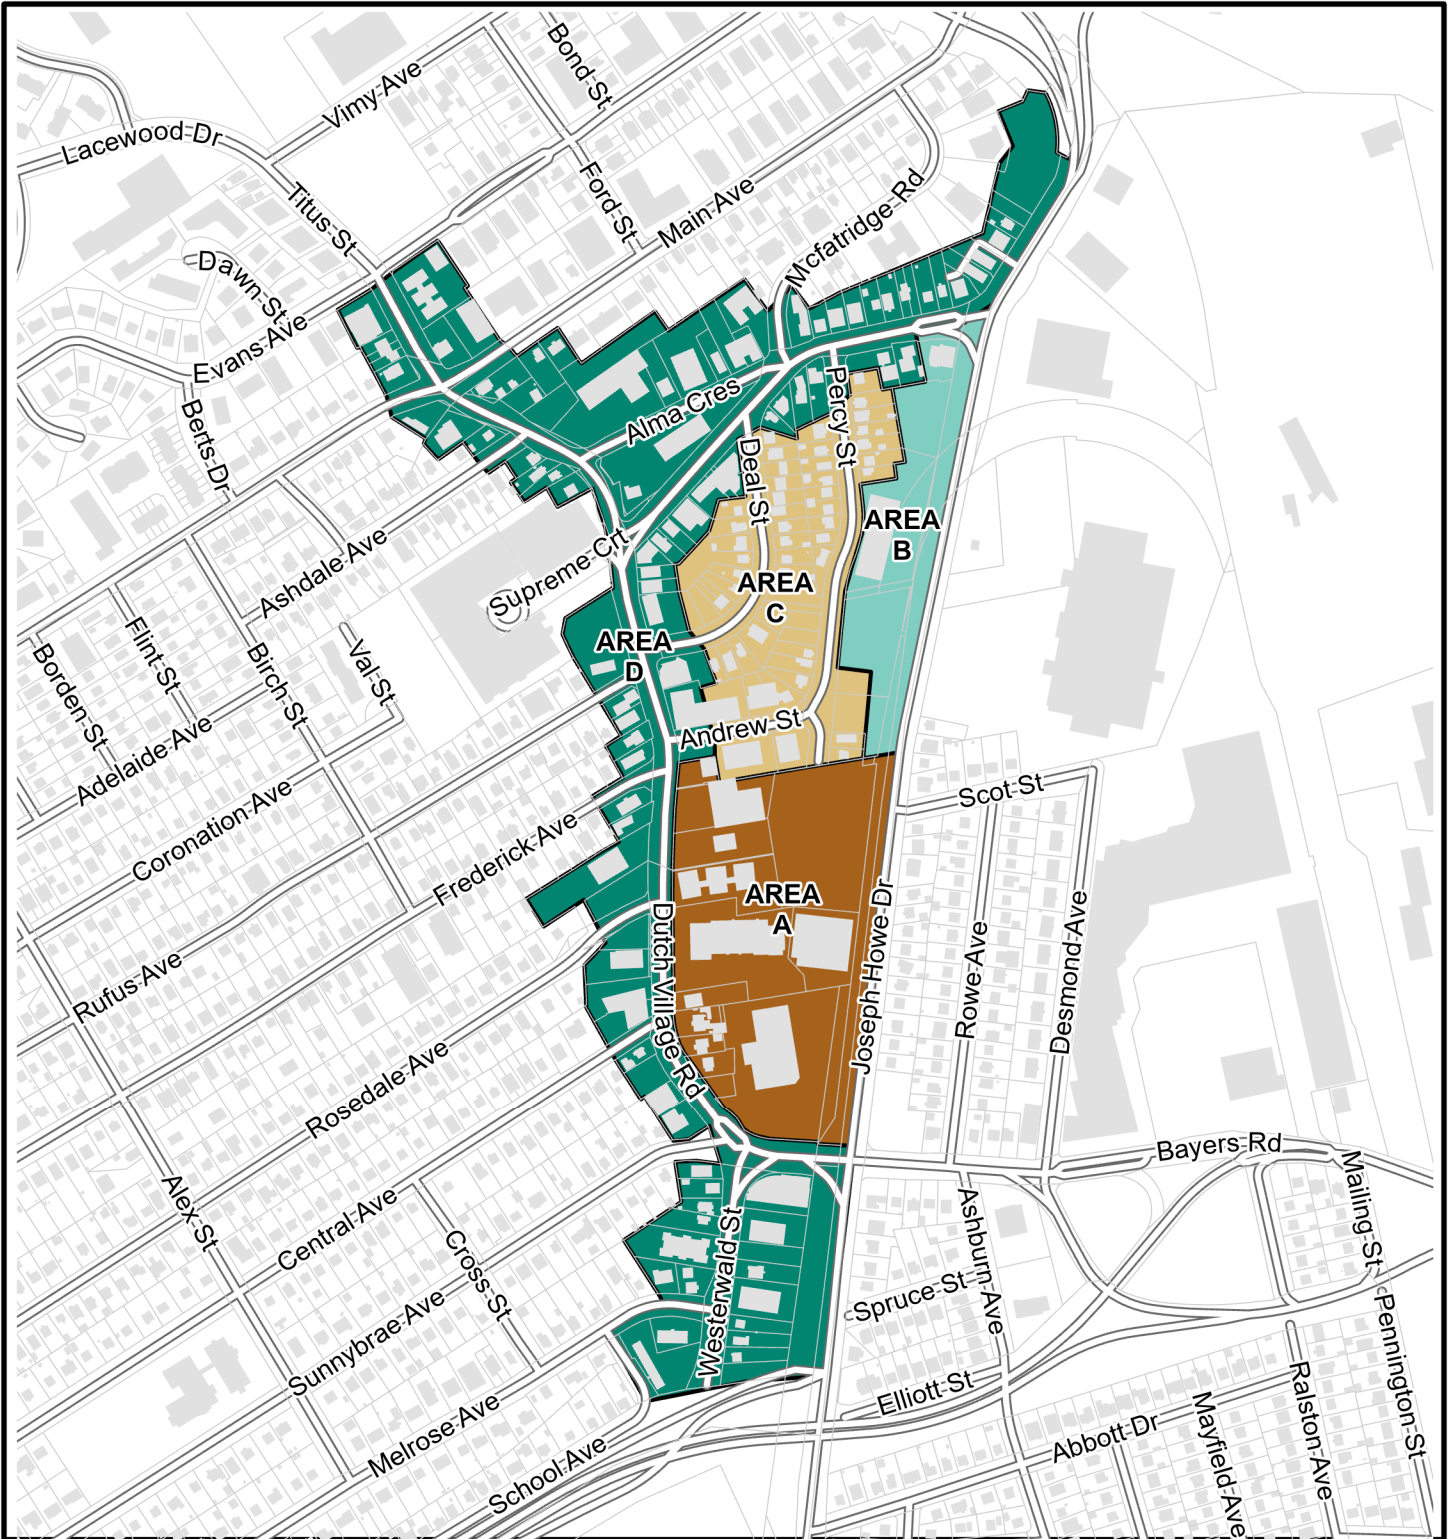 Bond St
Vimy Ave
Lacewood Dr
Ford St
Titus St
Main Ave
Mcfatridge Rd
Dawn St
Evans Ave
Berts Dr
Alma Cres
Percy St
Deal St
AREA
B
Supreme Crt
Ashdale Ave
AREA
C
Flint St
Birch St
Val St
AREA
D
Borden St
Adelaide Ave
Andrew St
Coronation Ave
Scot St
Frederick Ave
AREA
A
Joseph Howe Dr
Dutch Village Rd
Rowe Ave
Desmond Ave
Rufus Ave
Rosedale Ave
Bayers Rd
Mailing St
Alex St
Central Ave
Cross St
Westerwald St
Ashburn Ave
Spruce St
Sunnybrae Ave
Pennington St
Elliott St
Ralston Ave
Melrose Ave
Abbott Dr
Mayfield Ave
School Ave